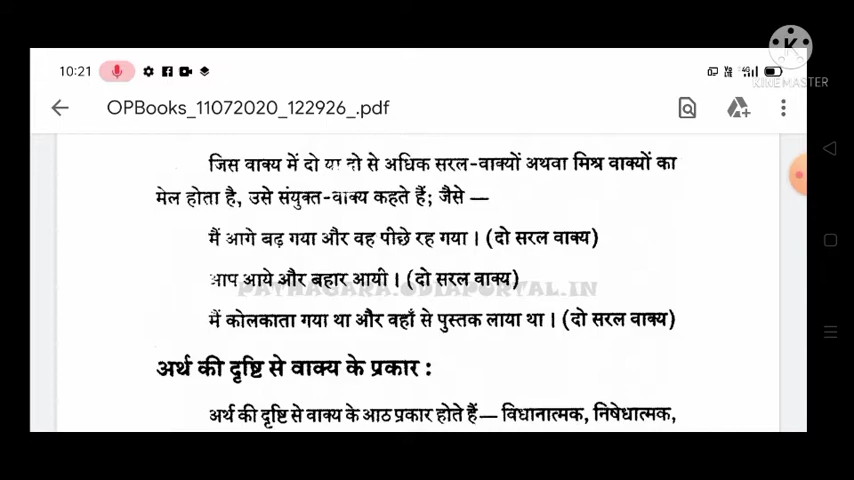 10:21
KINEMASTER
OPBooks_11072020_122926_.pdf
जिस वाक्य में दो या दो से अधिक सरल-वाक्यों अथवा मिश्र वाक्यों का
मेल होता है, उसे संयुक्त-वाक्य कहते हैं; जैसे —
मैं आगे बढ़ गया और वह पीछे रह गया । (दो सरल वाक्य)
आप आये और बहार आयी । (दो सरल वाक्य)
PATHAGARA.ODIAPORTAL.IN
मैं कोलकाता गया था और वहाँ से पुस्तक लाया था । (दो सरल वाक्य)
अर्थ की दृष्टि से वाक्य के प्रकार :
अर्थ की दृष्टि से वाक्य के आठ प्रकार होते हैं— विधानात्मक, निषेधात्मक,